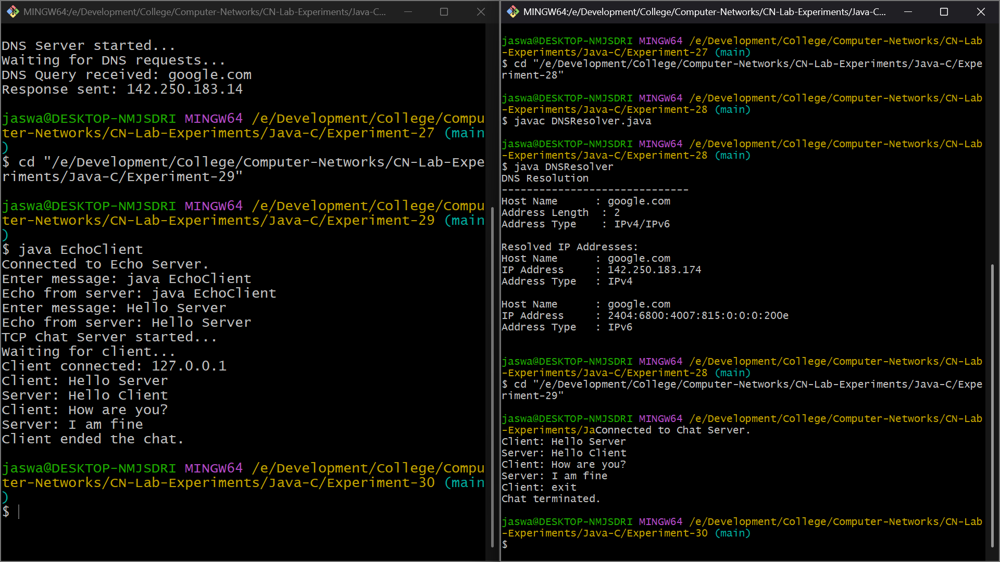 MINGW64:/e/Development/College/Computer-Networks/CN-Lab-Experiments/Java-C...
DNS Server started...
Waiting for DNS requests...
DNS Query received: google.com
Response sent: 142.250.183.14
jaswa@DESKTOP-NMJSDRI MINGW64 /e/Development/College/Compu
ter-Networks/CN-Lab-Experiments/Java-C/Experiment-27 (main
)
$ cd "/e/Development/College/Computer-Networks/CN-Lab-Expe
riments/Java-C/Experiment-29"
jaswa@DESKTOP-NMJSDRI MINGW64 /e/Development/College/Compu
ter-Networks/CN-Lab-Experiments/Java-C/Experiment-29 (main
)
$ java EchoClient
Connected to Echo Server.
Enter message: java EchoClient
Echo from server: java EchoClient
Enter message: Hello Server
Echo from server: Hello Server
TCP Chat Server started...
Waiting for client...
Client connected: 127.0.0.1
Client: Hello Server
Server: Hello Client
Client: How are you?
Server: I am fine
Client ended the chat.
jaswa@DESKTOP-NMJSDRI MINGW64 /e/Development/College/Compu
ter-Networks/CN-Lab-Experiments/Java-C/Experiment-30 (main
)
$
MINGW64:/e/Development/College/Computer-Networks/CN-Lab-Experiments/Java-C...
jaswa@DESKTOP-NMJSDRI MINGW64 /e/Development/College/Computer-Networks/CN-Lab
-Experiments/Java-C/Experiment-27 (main)
$ cd "/e/Development/College/Computer-Networks/CN-Lab-Experiments/Java-C/Expe
riment-28"
jaswa@DESKTOP-NMJSDRI MINGW64 /e/Development/College/Computer-Networks/CN-Lab
-Experiments/Java-C/Experiment-28 (main)
$ javac DNSResolver.java
jaswa@DESKTOP-NMJSDRI MINGW64 /e/Development/College/Computer-Networks/CN-Lab
-Experiments/Java-C/Experiment-28 (main)
$ java DNSResolver
DNS Resolution
------------------------------
Host Name      : google.com
Address Length  : 2
Address Type    : IPv4/IPv6
Resolved IP Addresses:
Host Name      : google.com
IP Address     : 142.250.183.174
Address Type   : IPv4
Host Name      : google.com
IP Address     : 2404:6800:4007:815:0:0:0:200e
Address Type   : IPv6
jaswa@DESKTOP-NMJSDRI MINGW64 /e/Development/College/Computer-Networks/CN-Lab
-Experiments/Java-C/Experiment-28 (main)
$ cd "/e/Development/College/Computer-Networks/CN-Lab-Experiments/Java-C/Expe
riment-29"
jaswa@DESKTOP-NMJSDRI MINGW64 /e/Development/College/Computer-Networks/CN-Lab
-Experiments/JaConnected to Chat Server.
Client: Hello Server
Server: Hello Client
Client: How are you?
Server: I am fine
Client: exit
Chat terminated.
jaswa@DESKTOP-NMJSDRI MINGW64 /e/Development/College/Computer-Networks/CN-Lab
-Experiments/Java-C/Experiment-30 (main)
$